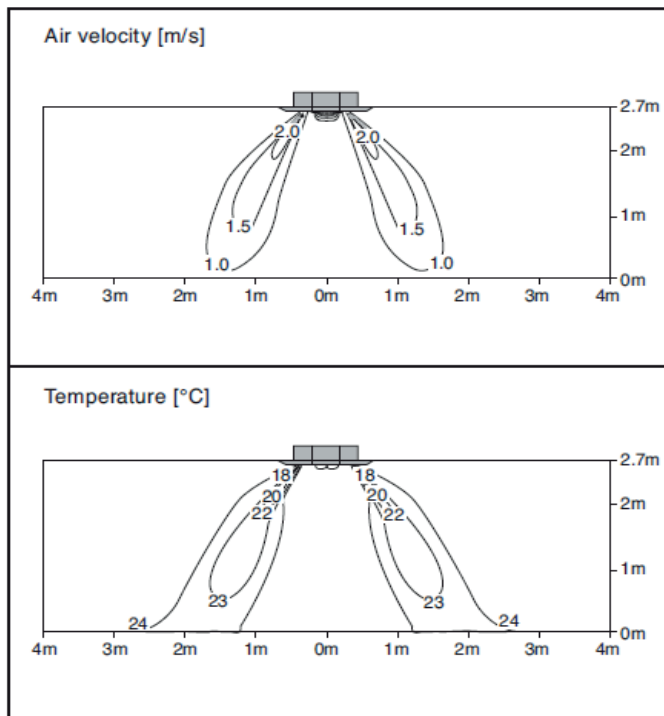 Air velocity [m/s]
2.7m
2.0 2.0
2m
1.5 1.5
1m
1.0 1.0
0m
4m 3m 2m 1m 0m 1m 2m 3m 4m
Temperature [°C]
2.7m
18 18
20 20
2m
22 22
1m
23 23
24 24
0m
4m 3m 2m 1m 0m 1m 2m 3m 4m